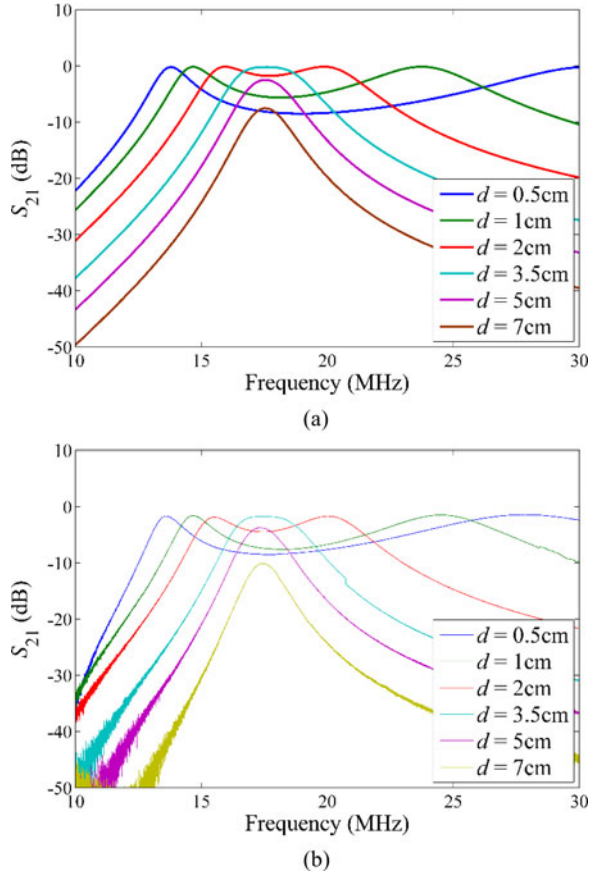 10
0
-10
-20
-30
-40
-50
S21 (dB)
d = 0.5cm
d = 1cm
d = 2cm
d = 3.5cm
d = 5cm
d = 7cm
10 15 20 25 30
Frequency (MHz)
(a)
10
0
-10
-20
-30
-40
-50
S21 (dB)
d = 0.5cm
d = 1cm
d = 2cm
d = 3.5cm
d = 5cm
d = 7cm
10 15 20 25 30
Frequency (MHz)
(b)